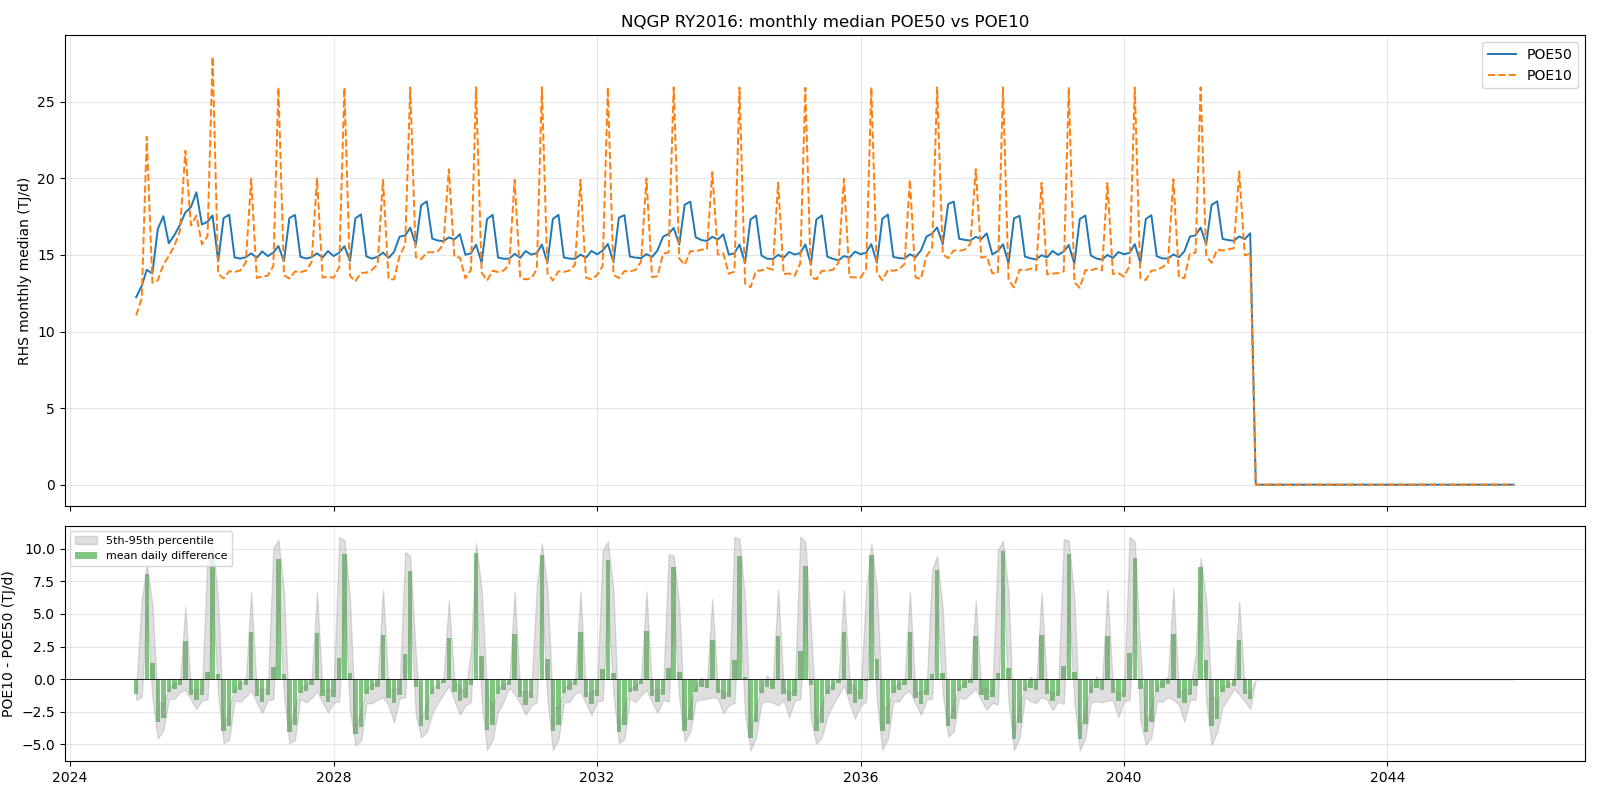 NQGP RY2016: monthly median POE50 vs POE10
POE50
POE10
RHS monthly median (TJ/d)
25
20
15
10
5
0
5th-95th percentile
mean daily difference
POE10 - POE50 (TJ/d)
10.0
7.5
5.0
2.5
0.0
−2.5
−5.0
2024 2028 2032 2036 2040 2044